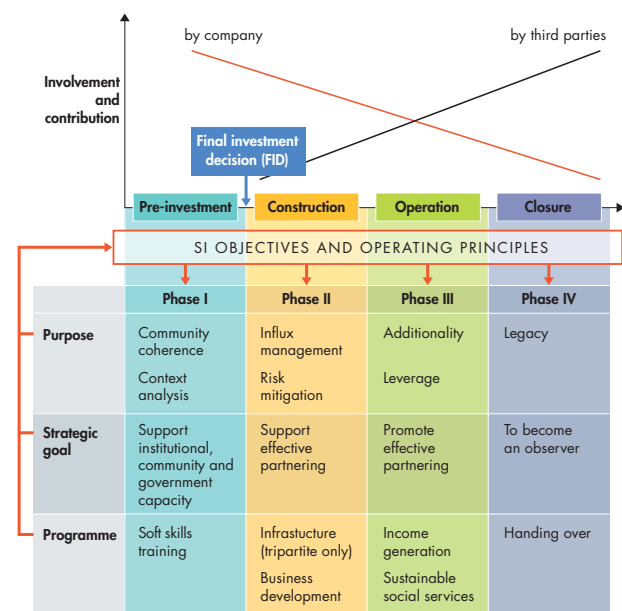 by company
by third parties
Involvement
and
contribution
Final investment
decision (FID)
Pre-investment
Construction
Operation
Closure
SI OBJECTIVES AND OPERATING PRINCIPLES
Phase I
Phase II
Phase III
Phase IV
Purpose
Community
coherence
Context
analysis
Influx
management
Risk
mitigation
Additionality
Leverage
Legacy
Strategic
goal
Support
institutional,
community and
government
capacity
Support
effective
partnering
Promote
effective
partnering
To become
an observer
Programme
Soft skills
training
Infrastucture
(tripartite only)
Business
development
Income
generation
Sustainable
social services
Handing over